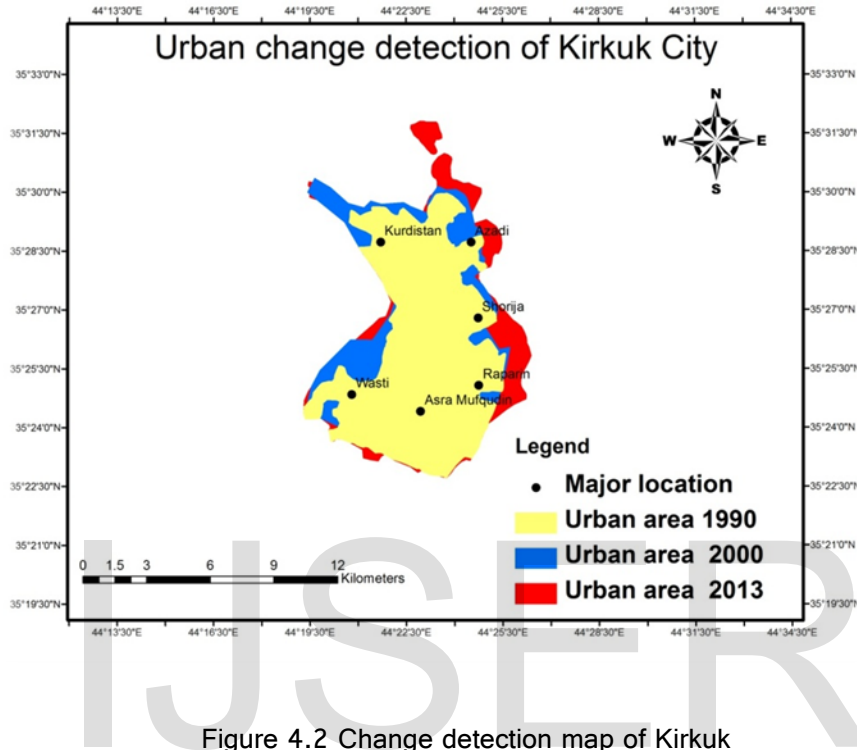 44°13'30"E 44°16'30"E 44°19'30"E 44°22'30"E 44°25'30"E 44°28'30"E 44°31'30"E 44°34'30"E
Urban change detection of Kirkuk City
35°33'0"N 35°33'0"N
N
35°31'30"N 35°31'30"N
W E
S
35°30'0"N 35°30'0"N
Kurdistan Azadi
35°28'30"N 35°28'30"N
35°27'0"N Shorija 35°27'0"N
35°25'30"N 35°25'30"N
Wasti Raparin
Asra Mufqudin
35°24'0"N 35°24'0"N
Legend
Major location
35°22'30"N 35°22'30"N
Urban area 1990
35°21'0"N Urban area 2000 35°21'0"N
0 1.5 3 6 9 12
Kilometers
Urban area 2013
35°19'30"N 35°19'30"N
44°13'30"E 44°16'30"E 44°19'30"E 44°22'30"E 44°25'30"E 44°28'30"E 44°31'30"E 44°34'30"E
IJSER
Figure 4.2 Change detection map of Kirkuk